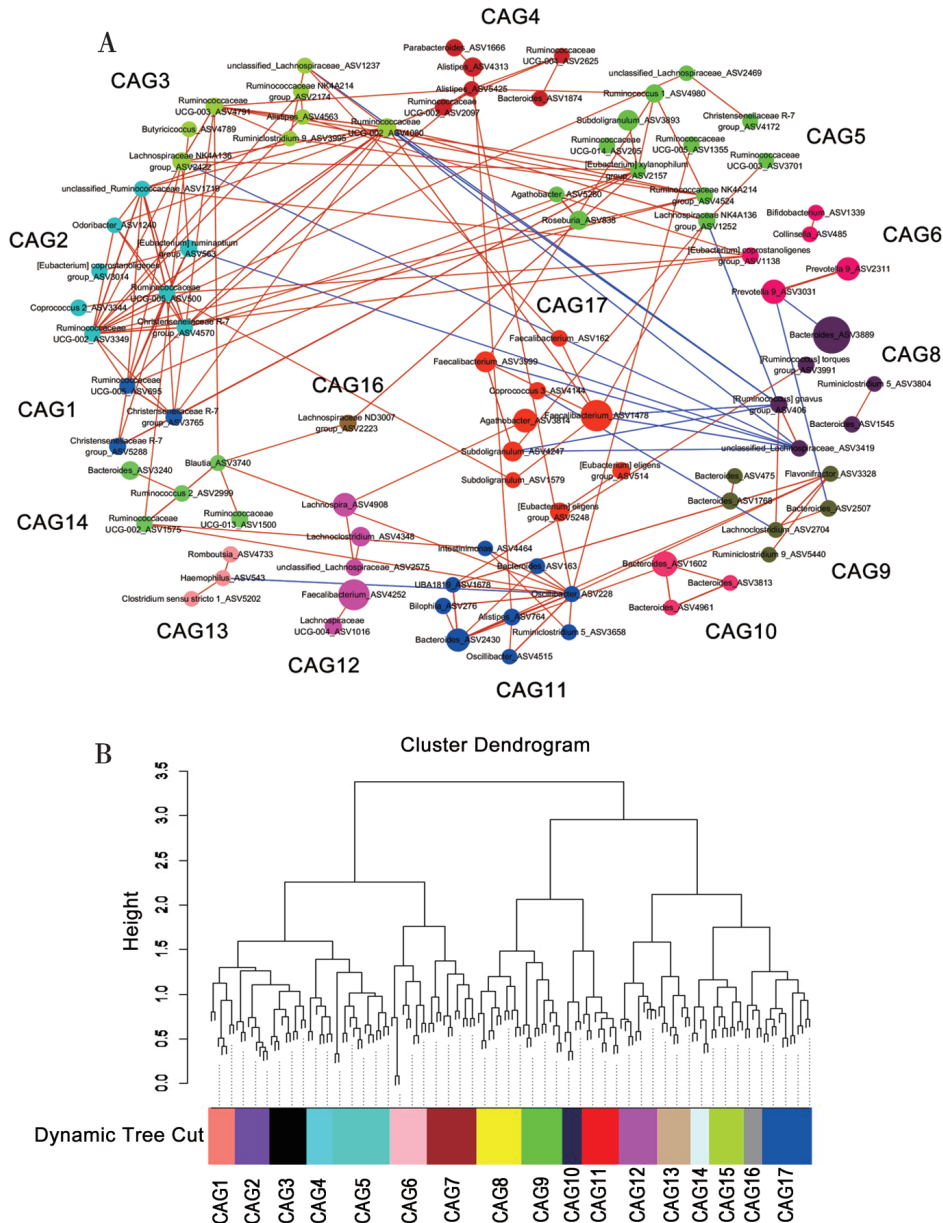 A
CAG4
Parabacteroides_ASV1666
Alistipes_ASV4313
Ruminococcaceae
UCG-004_ASV2625
Alistipes_ASV5425
Bacteroides_ASV1874
Ruminococcaceae
UCG-002_ASV2097
CAG3
unclassified_Lachnospiraceae_ASV1237
Ruminococcaceae NK4A214
group_ASV2174
Ruminococcaceae
UCG-003_ASV4791
Alistipes_ASV4563
Butyricicoccus_ASV4789
Ruminiclostridium 9_ASV3995
Ruminococcaceae
UCG-002_ASV4080
Lachnospiraceae NK4A136
group_ASV2422
unclassified_Lachnospiraceae_ASV2469
Ruminococcus 1_ASV4980
Subdoligranulum_ASV3893
Christensenellaceae R-7
group_ASV4172
CAG5
Ruminococcaceae
UCG-014_ASV265
Ruminococcaceae
UCG-005_ASV1355
Ruminococcaceae
UCG-003_ASV3701
[Eubacterium] xylanophilum
group_ASV2157
Agathobacter_ASV5280
Ruminococcaceae NK4A214
group_ASV4524
Roseburia_ASV838
Lachnospiraceae NK4A136
group_ASV1252
unclassified_Ruminococcaceae_ASV1719
Odoribacter_ASV1240
CAG2
[Eubacterium] ruminantium
group_ASV563
[Eubacterium] coprostanoligenes
group_ASV3014
Ruminococcaceae
UCG-005_ASV500
Coprococcus 2_ASV3344
Christensenellaceae R-7
group_ASV4570
Ruminococcaceae
UCG-002_ASV3349
Bifidobacterium_ASV1339
Collinsella_ASV485
CAG6
[Eubacterium] coprostanoligenes
group_ASV1138
Prevotella 9_ASV2311
Prevotella 9_ASV3031
CAG17
Faecalibacterium_ASV162
Faecalibacterium_ASV3999
Coprococcus 3_ASV4144
Faecalibacterium_ASV1478
Agathobacter_ASV3814
Subdoligranulum_ASV4247
Subdoligranulum_ASV1579
[Eubacterium] eligens
group_ASV514
[Eubacterium] eligens
group_ASV5248
Bacteroides_ASV3889
CAG8
[Ruminococcus] torques
group_ASV3991
Ruminiclostridium 5_ASV3804
[Ruminococcus] gnavus
group_ASV406
Bacteroides_ASV1545
unclassified_Lachnospiraceae_ASV3419
CAG1
Ruminococcaceae
UCG-005_ASV695
Christensenellaceae R-7
group_ASV3765
Christensenellaceae R-7
group_ASV5288
CAG16
Lachnospiraceae ND3007
group_ASV2223
Bacteroides_ASV3240
Blautia_ASV3740
Ruminococcus 2_ASV2999
CAG14
Ruminococcaceae
UCG-002_ASV1575
Ruminococcaceae
UCG-013_ASV1500
Bacteroides_ASV475
Flavonifractor_ASV3328
Bacteroides_ASV1768
Bacteroides_ASV2507
Lachnoclostridium_ASV2704
Ruminiclostridium 9_ASV5440
CAG9
Romboutsia_ASV4733
Haemophilus_ASV543
Clostridium sensu stricto 1_ASV5202
CAG13
Lachnospira_ASV4908
Lachnoclostridium_ASV4348
unclassified_Lachnospiraceae_ASV2575
Faecalibacterium_ASV4252
Lachnospiraceae
UCG-004_ASV1016
CAG12
Intestinimonas_ASV4464
Bacteroides_ASV163
UBA1819_ASV1678
Oscillibacter_ASV228
Bilophila_ASV276
Alistipes_ASV764
Bacteroides_ASV2430
Ruminiclostridium 5_ASV3658
Oscillibacter_ASV4515
CAG11
Bacteroides_ASV1602
Bacteroides_ASV3813
Bacteroides_ASV4961
CAG10
B
Cluster Dendrogram
Height
3.5
3.0
2.5
2.0
1.5
1.0
0.5
0.0
Dynamic Tree Cut
CAG1
CAG2
CAG3
CAG4
CAG5
CAG6
CAG7
CAG8
CAG9
CAG10
CAG11
CAG12
CAG13
CAG14
CAG15
CAG16
CAG17